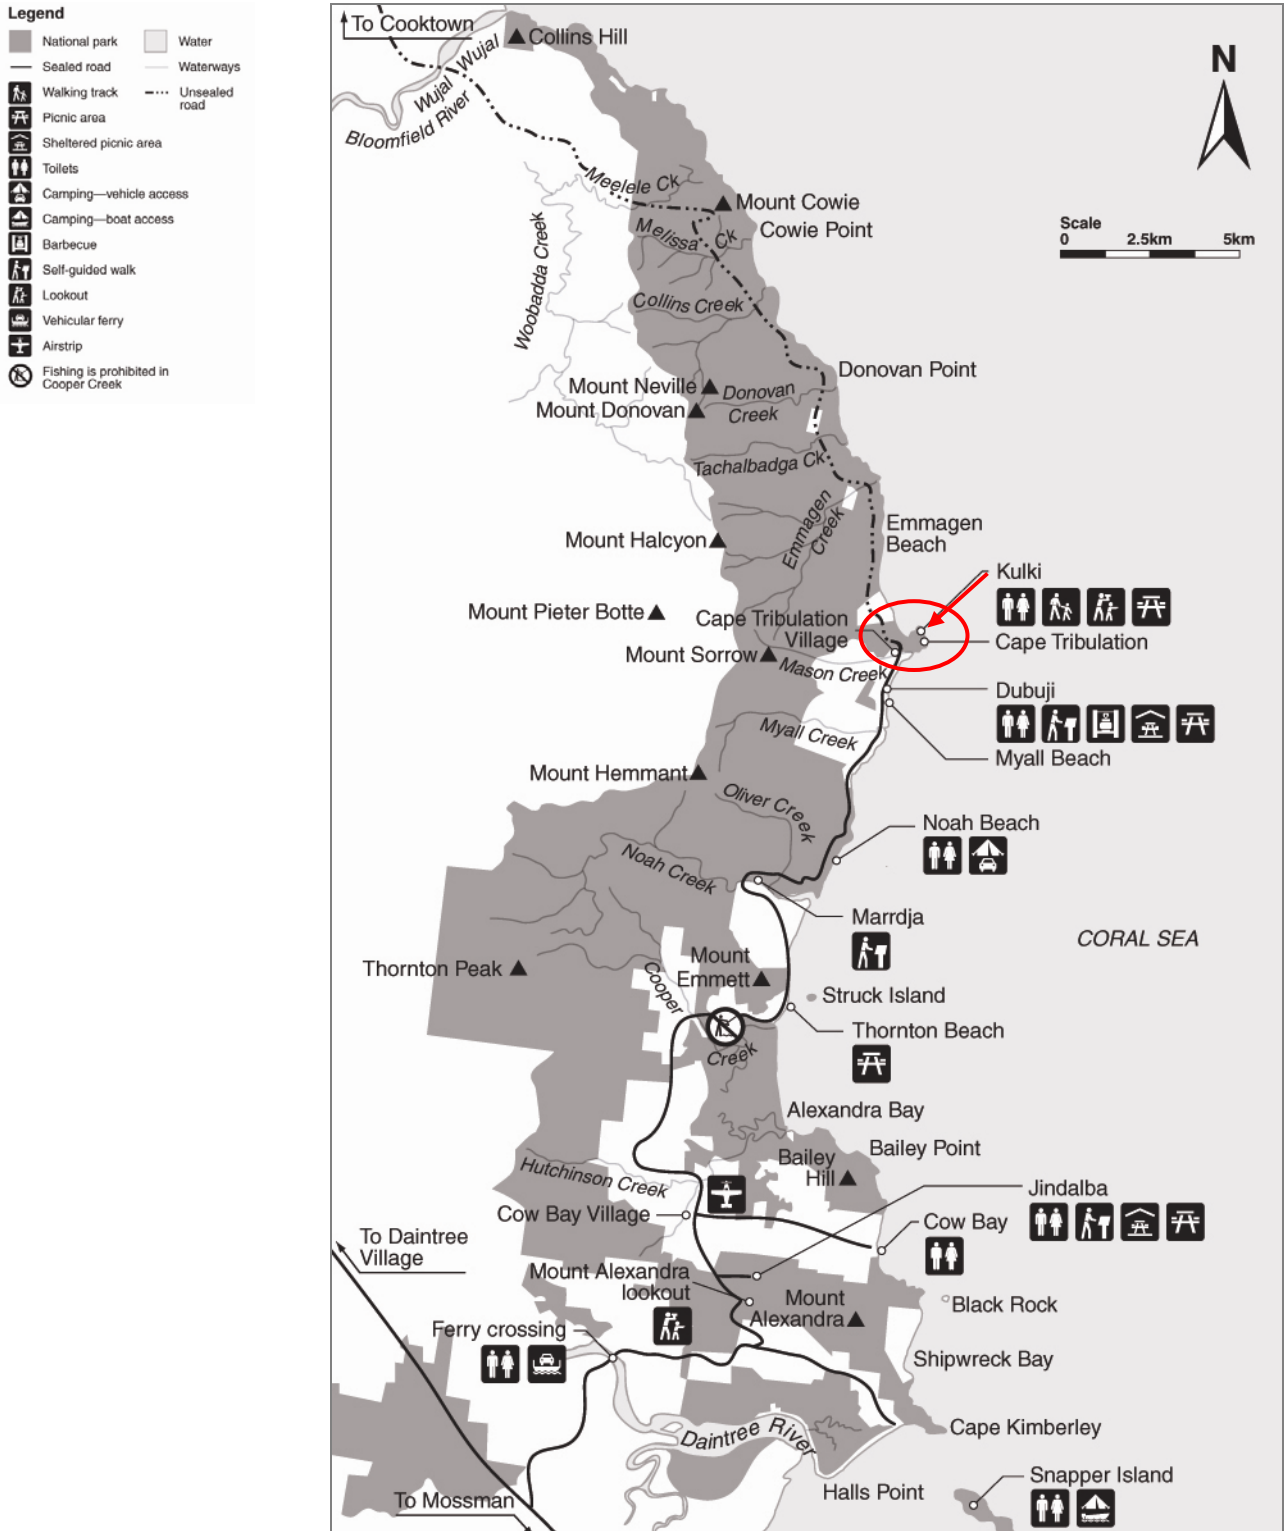 Legend
National park
Water
Sealed road
Waterways
Walking track
Unsealed
road
Picnic area
Sheltered picnic area
Toilets
Camping—vehicle access
Camping—boat access
Barbecue
Self-guided walk
Lookout
Vehicular ferry
Airstrip
Fishing is prohibited in
Cooper Creek
To Cooktown
Collins Hill
Wujal Wujal
Bloomfield River
N
Meelele Ck
Mount Cowie
Cowie Point
Melissa Ck
Scale
0 2.5km 5km
Woobadda Creek
Collins Creek
Donovan Point
Mount Neville
Donovan
Creek
Mount Donovan
Tachalbadga Ck
Emmagen
Creek
Emmagen
Beach
Mount Halcyon
Kulki
Mount Pieter Botte
Cape Tribulation
Village
Cape Tribulation
Mount Sorrow
Mason Creek
Dubuji
Myall Creek
Myall Beach
Mount Hemmant
Oliver Creek
Noah Beach
Noah Creek
Marrdja
CORAL SEA
Mount
Emmett
Thornton Peak
Cooper
Creek
Struck Island
Thornton Beach
Alexandra Bay
Bailey Point
Bailey
Hill
Hutchinson Creek
Jindalba
Cow Bay Village
Cow Bay
To Daintree
Village
Mount Alexandra
lookout
Mount
Alexandra
Black Rock
Ferry crossing
Shipwreck Bay
Cape Kimberley
Daintree River
Halls Point
Snapper Island
To Mossman